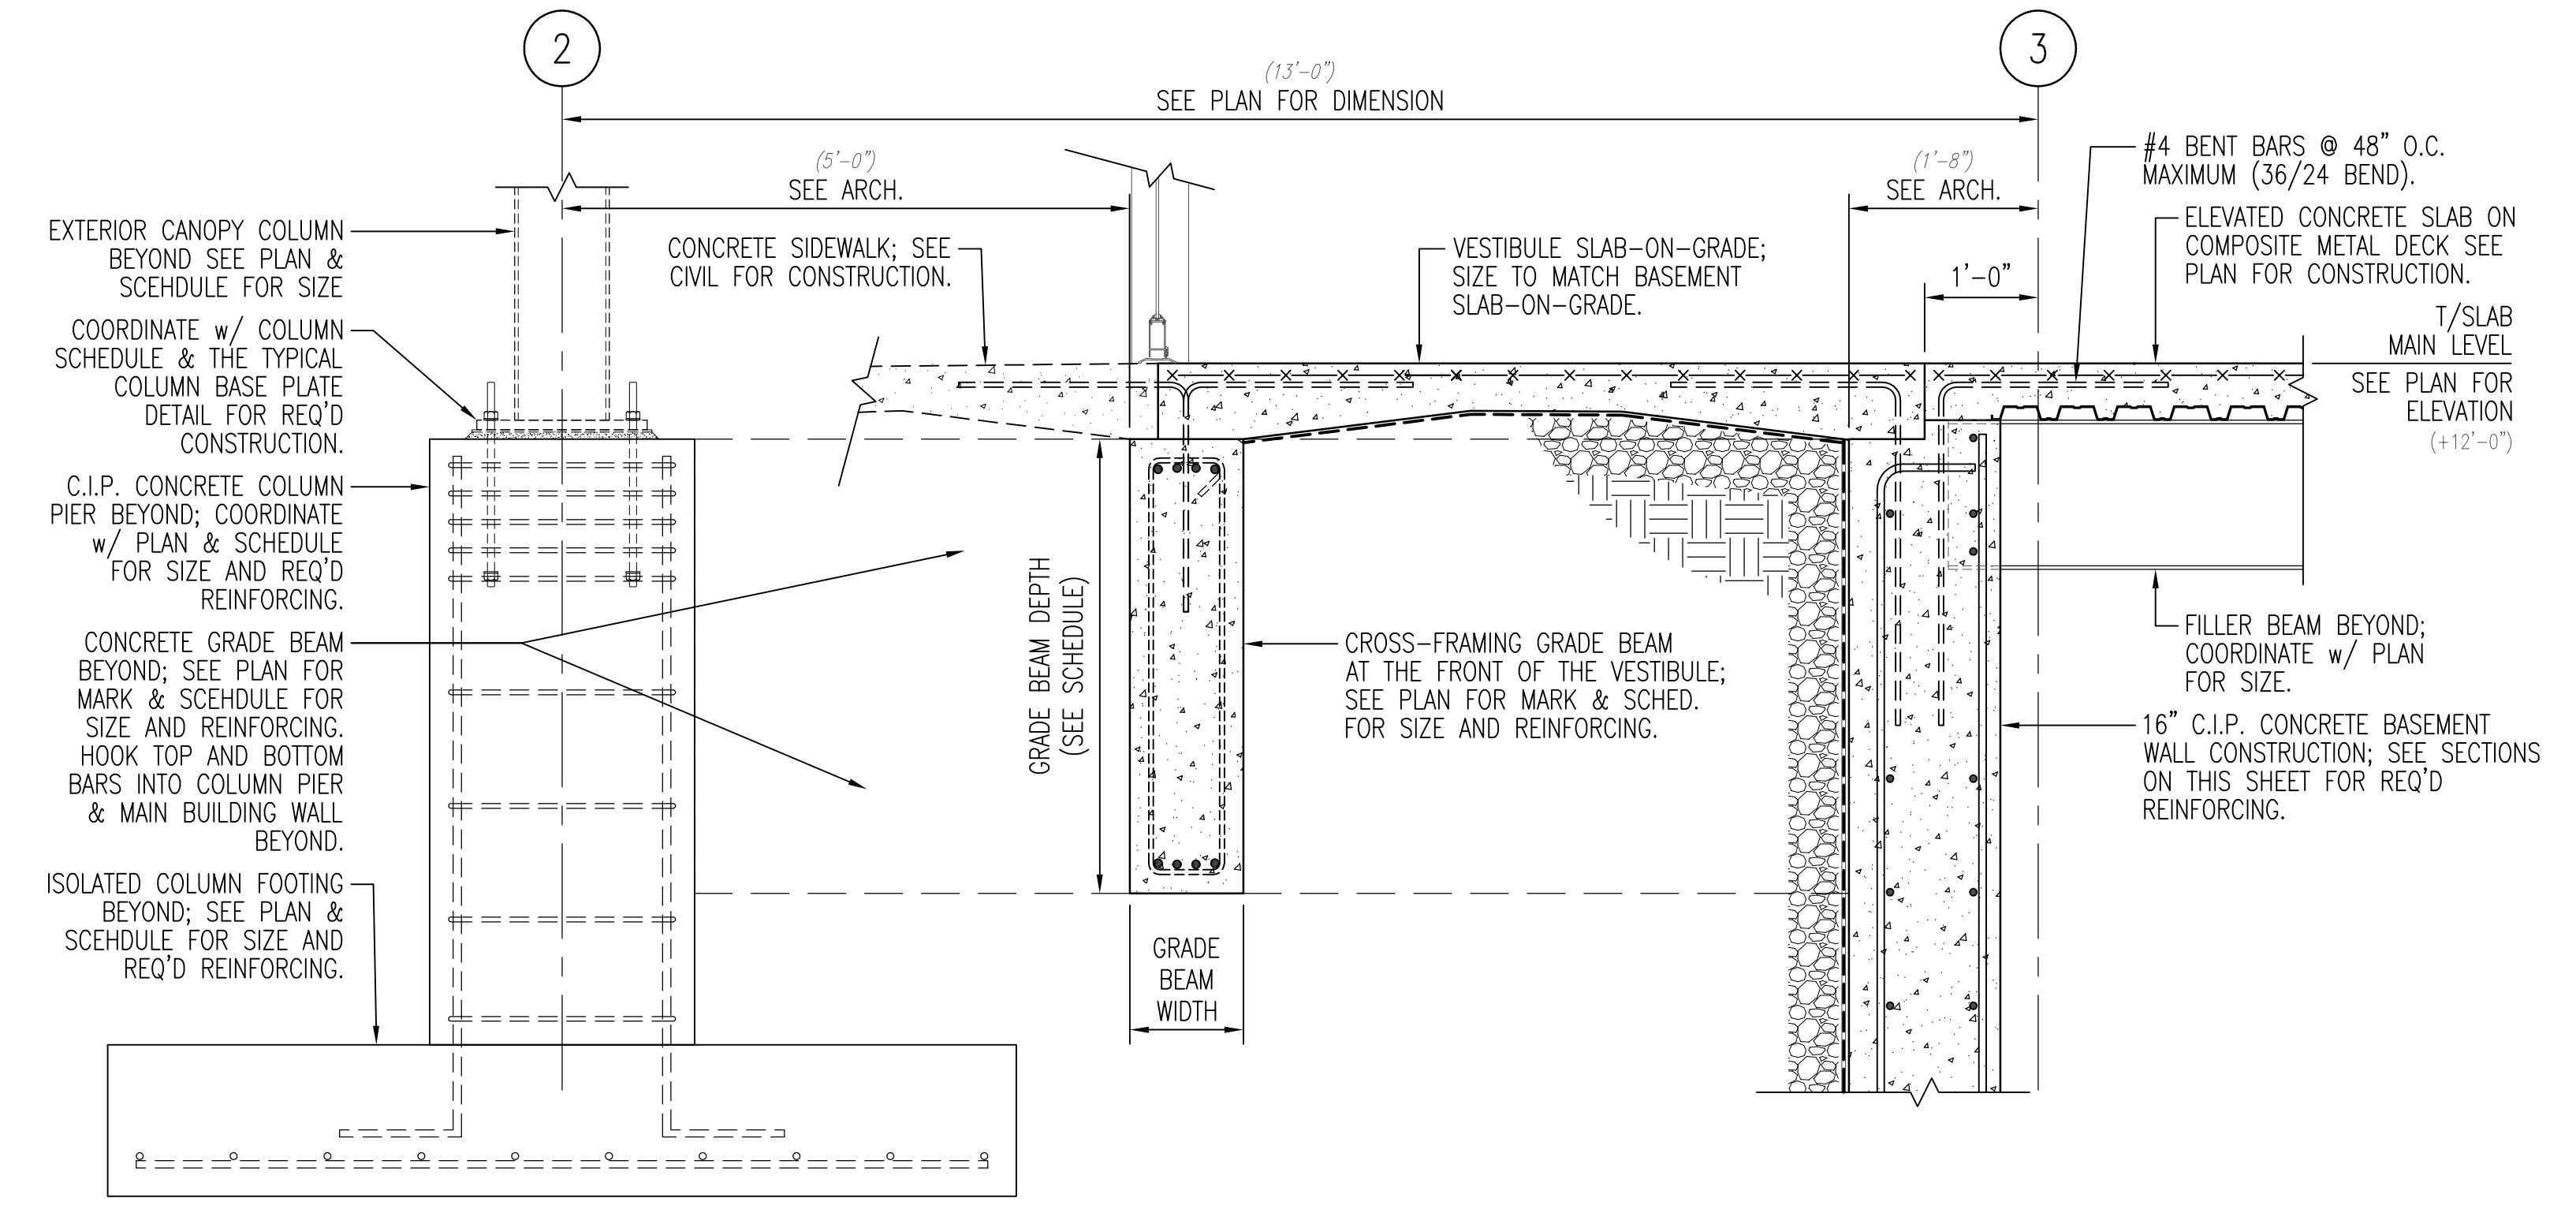 2
3
(13'-0")
SEE PLAN FOR DIMENSION
(5'-0")
SEE ARCH.
(1'-8")
SEE ARCH.
1'-0"
EXTERIOR CANOPY COLUMN
BEYOND SEE PLAN &
SCEHDULE FOR SIZE
COORDINATE w/ COLUMN
SCHEDULE & THE TYPICAL
COLUMN BASE PLATE
DETAIL FOR REQ'D
CONSTRUCTION.
C.I.P. CONCRETE COLUMN
PIER BEYOND; COORDINATE
w/ PLAN & SCHEDULE
FOR SIZE AND REQ'D
REINFORCING.
CONCRETE GRADE BEAM
BEYOND; SEE PLAN FOR
MARK & SCEHDULE FOR
SIZE AND REINFORCING.
HOOK TOP AND BOTTOM
BARS INTO COLUMN PIER
& MAIN BUILDING WALL
BEYOND.
ISOLATED COLUMN FOOTING
BEYOND; SEE PLAN &
SCEHDULE FOR SIZE AND
REQ'D REINFORCING.
CONCRETE SIDEWALK; SEE
CIVIL FOR CONSTRUCTION.
VESTIBULE SLAB-ON-GRADE;
SIZE TO MATCH BASEMENT
SLAB-ON-GRADE.
GRADE BEAM DEPTH
(SEE SCHEDULE)
CROSS-FRAMING GRADE BEAM
AT THE FRONT OF THE VESTIBULE;
SEE PLAN FOR MARK & SCHED.
FOR SIZE AND REINFORCING.
GRADE
BEAM
WIDTH
#4 BENT BARS @ 48" O.C.
MAXIMUM (36/24 BEND).
ELEVATED CONCRETE SLAB ON
COMPOSITE METAL DECK SEE
PLAN FOR CONSTRUCTION.
T/SLAB
MAIN LEVEL
SEE PLAN FOR
ELEVATION
(+12'-0")
FILLER BEAM BEYOND;
COORDINATE w/ PLAN
FOR SIZE.
16" C.I.P. CONCRETE BASEMENT
WALL CONSTRUCTION; SEE SECTIONS
ON THIS SHEET FOR REQ'D
REINFORCING.